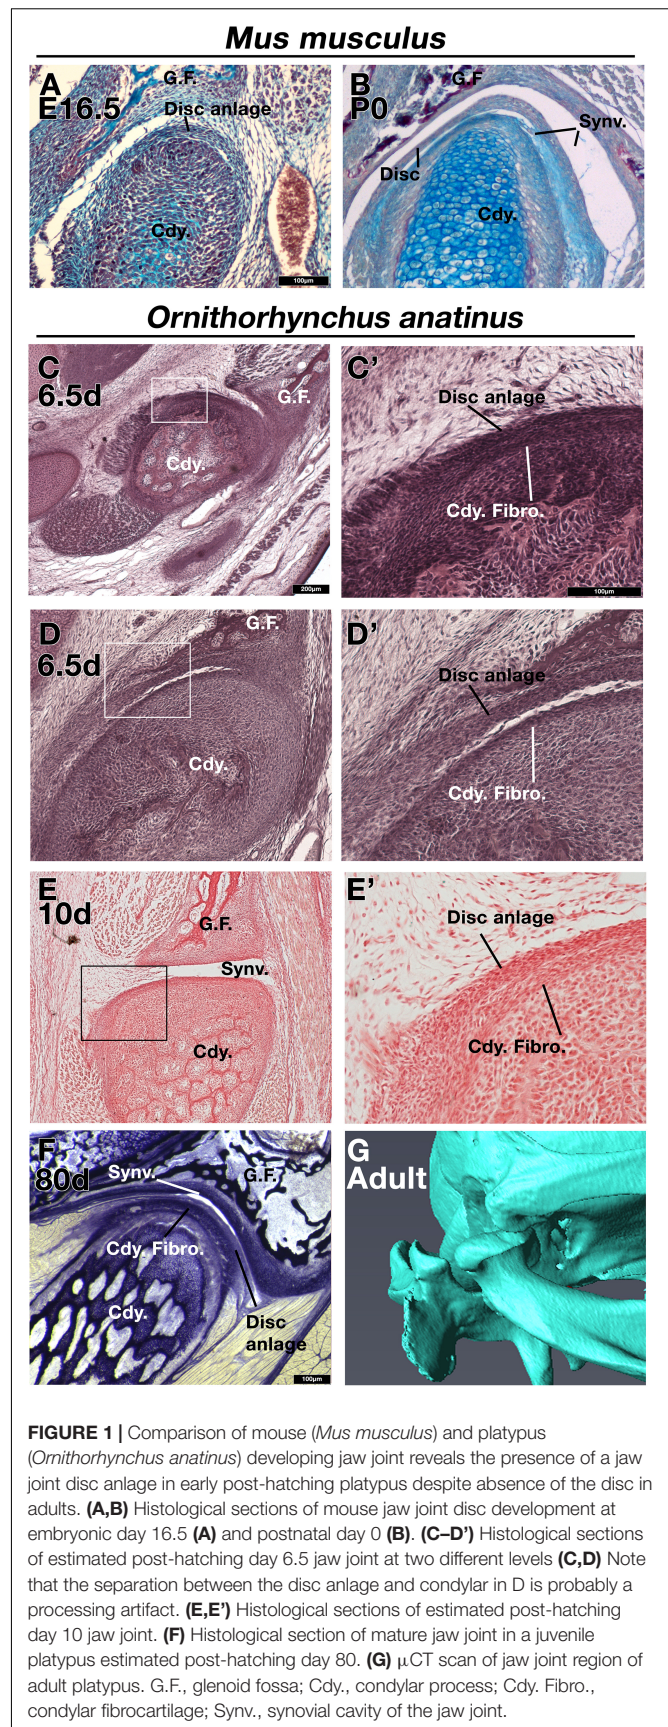 Mus musculus
A
E16.5
G.F.
Disc anlage
Cdy.
100µm
B
P0
G.F
Synv.
Disc
Cdy.
Ornithorhynchus anatinus
C
6.5d
G.F.
Cdy.
200µm
C'
Disc anlage
Cdy. Fibro.
100µm
D
6.5d
G.F.
Cdy.
D'
Disc anlage
Cdy. Fibro.
E
10d
G.F.
Synv.
Cdy.
E'
Disc anlage
Cdy. Fibro.
F
80d
Synv.
G.F.
Cdy. Fibro.
Cdy.
Disc
anlage
100µm
G
Adult
FIGURE 1 | Comparison of mouse (Mus musculus) and platypus
(Ornithorhynchus anatinus) developing jaw joint reveals the presence of a jaw
joint disc anlage in early post-hatching platypus despite absence of the disc in
adults. (A,B) Histological sections of mouse jaw joint disc development at
embryonic day 16.5 (A) and postnatal day 0 (B). (C–D’) Histological sections
of estimated post-hatching day 6.5 jaw joint at two different levels (C,D) Note
that the separation between the disc anlage and condylar in D is probably a
processing artifact. (E,E’) Histological sections of estimated post-hatching
day 10 jaw joint. (F) Histological section of mature jaw joint in a juvenile
platypus estimated post-hatching day 80. (G) µCT scan of jaw joint region of
adult platypus. G.F., glenoid fossa; Cdy., condylar process; Cdy. Fibro.,
condylar fibrocartilage; Synv., synovial cavity of the jaw joint.